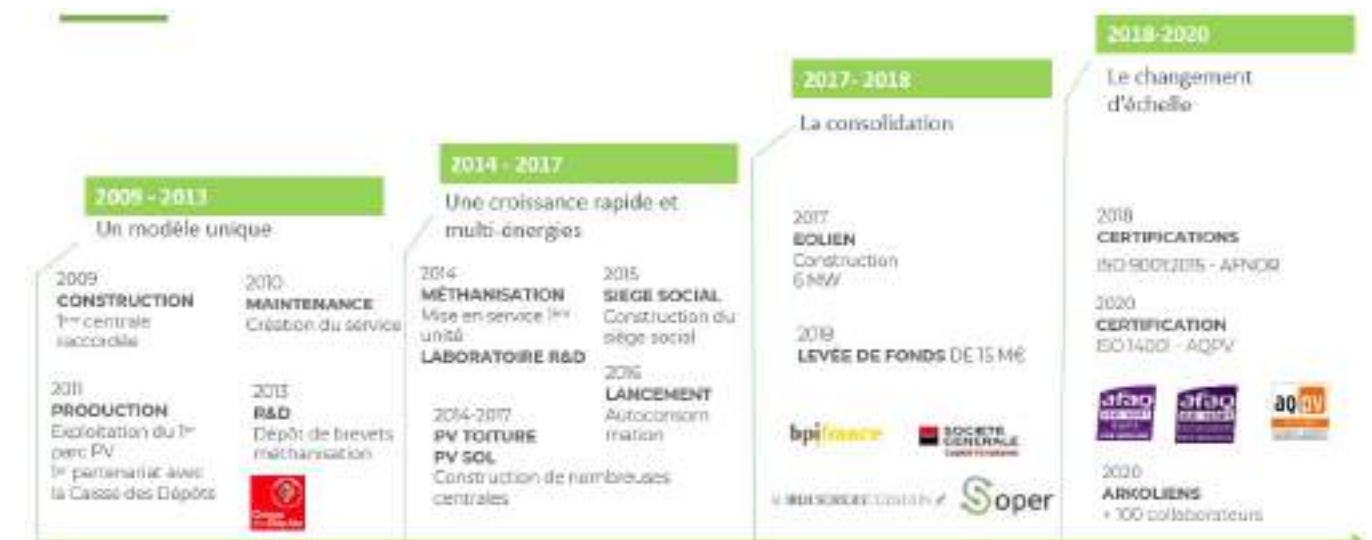 2009 - 2013
Un modèle unique
2009
CONSTRUCTION
1ère centrale
raccordée
2010
MAINTENANCE
Création du service
2011
PRODUCTION
Exploitation du 1er
parc PV
1er partenariat avec
la Caisse des Dépôts
2013
R&D
Dépôt de brevets
méthanisation
2014 - 2017
Une croissance rapide et
multi-énergies
2014
MÉTHANISATION
Mise en service 1ère
unité
LABORATOIRE R&D
2015
SIEGE SOCIAL
Construction du
siège social
2016
LANCEMENT
Autoconsom
mation
2014-2017
PV TOITURE
PV SOL
Construction de nombreuses
centrales
2017- 2018
La consolidation
2017
EOLIEN
Construction
6 MW
2018
LEVÉE DE FONDS DE 15 M€
bpifrance
SOCIETE
GENERALE
Soper
2018-2020
Le changement
d'échelle
2018
CERTIFICATIONS
ISO 9001:2015 - AFNOR
2020
CERTIFICATION
ISO 14001 - AQPV
afaq
afaq
aqpv
2020
ARKOLIENS
+ 100 collaborateurs